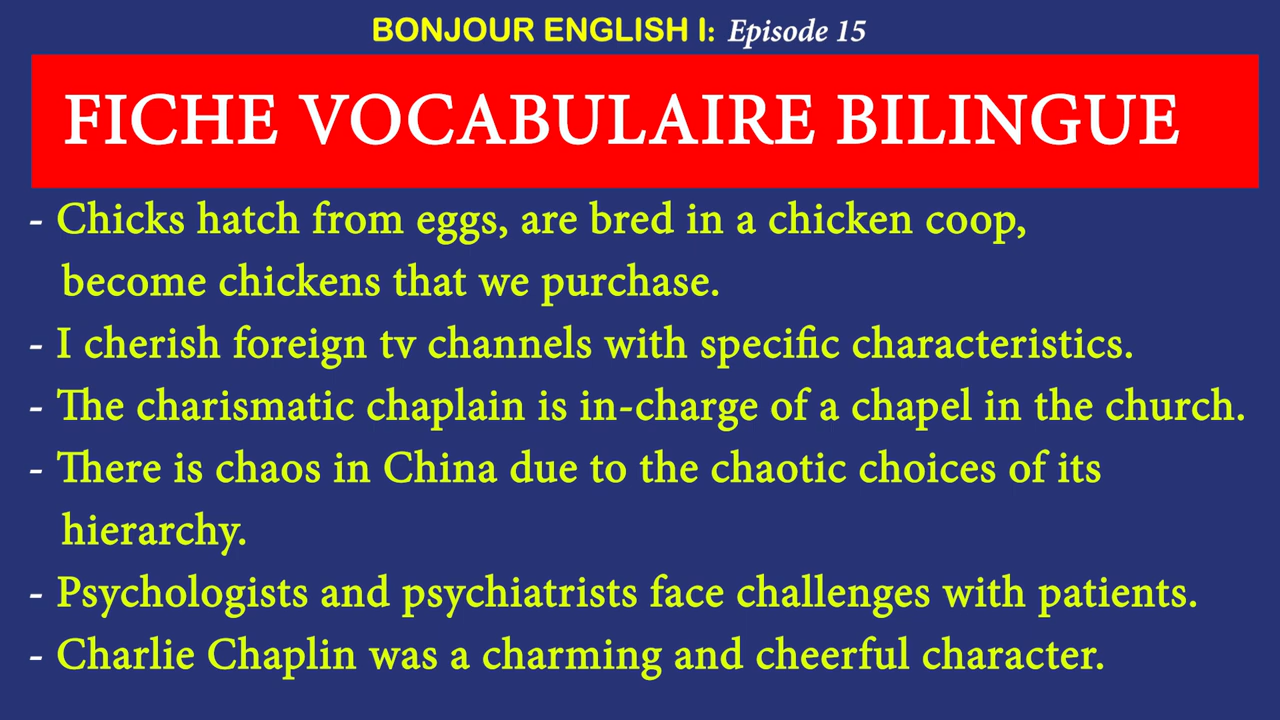 BONJOUR ENGLISH I: Episode 15
FICHE VOCABULAIRE BILINGUE
- Chicks hatch from eggs, are bred in a chicken coop,
become chickens that we purchase.
- I cherish foreign tv channels with specific characteristics.
- The charismatic chaplain is in-charge of a chapel in the church.
- There is chaos in China due to the chaotic choices of its
hierarchy.
- Psychologists and psychiatrists face challenges with patients.
- Charlie Chaplin was a charming and cheerful character.